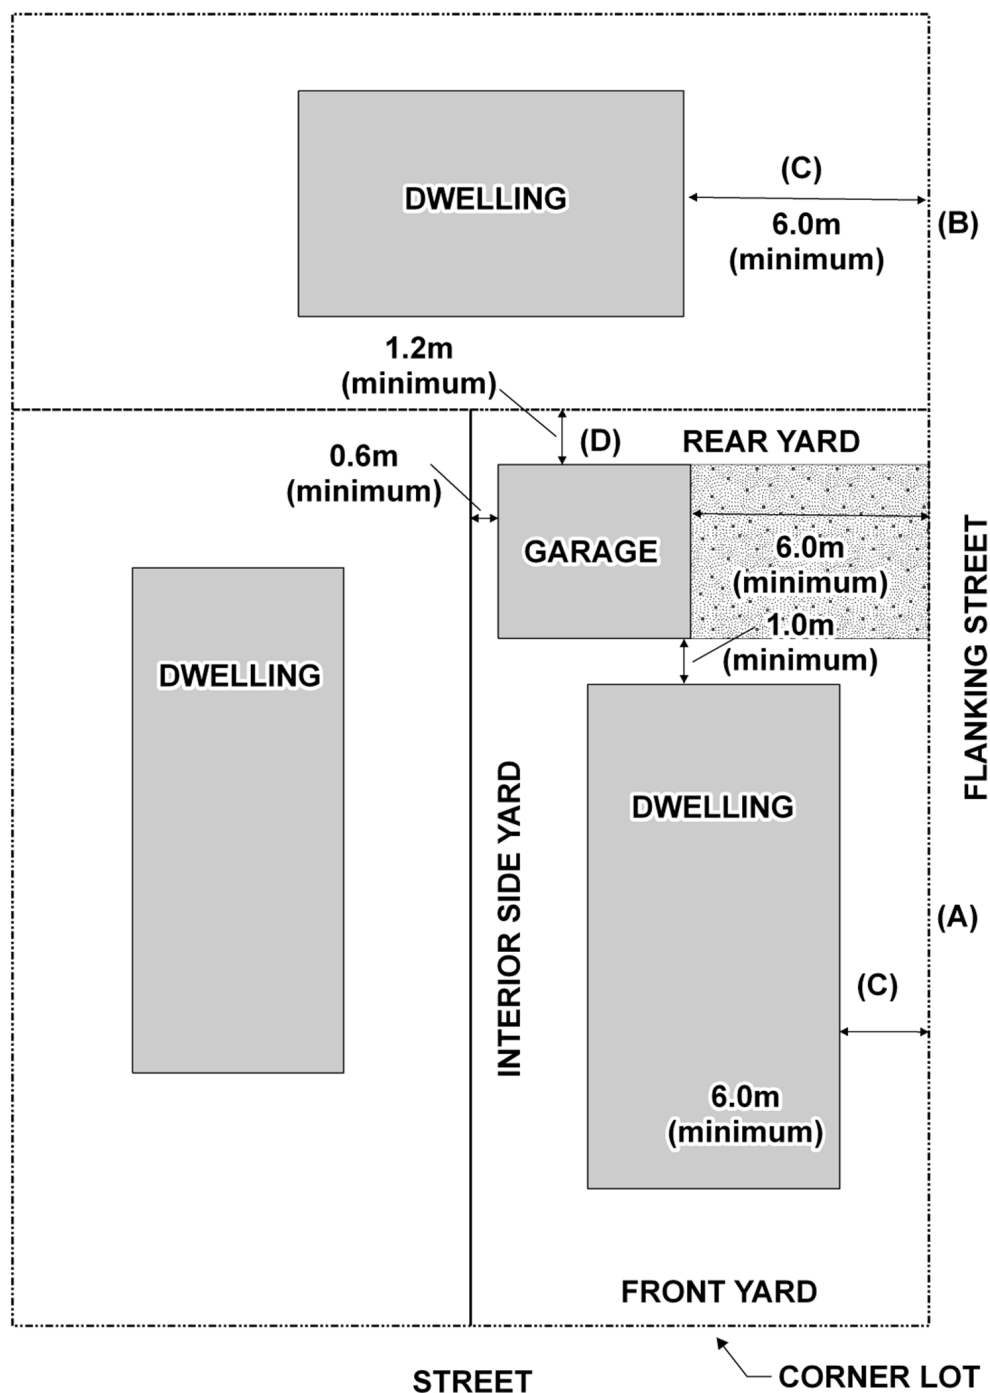 DWELLING
(C)
6.0m
(minimum)
(B)
1.2m
(minimum)
(D)
REAR YARD
0.6m
(minimum)
GARAGE
6.0m
(minimum)
1.0m
(minimum)
FLANKING STREET
DWELLING
DWELLING
INTERIOR SIDE YARD
(A)
(C)
6.0m
(minimum)
FRONT YARD
STREET
CORNER LOT